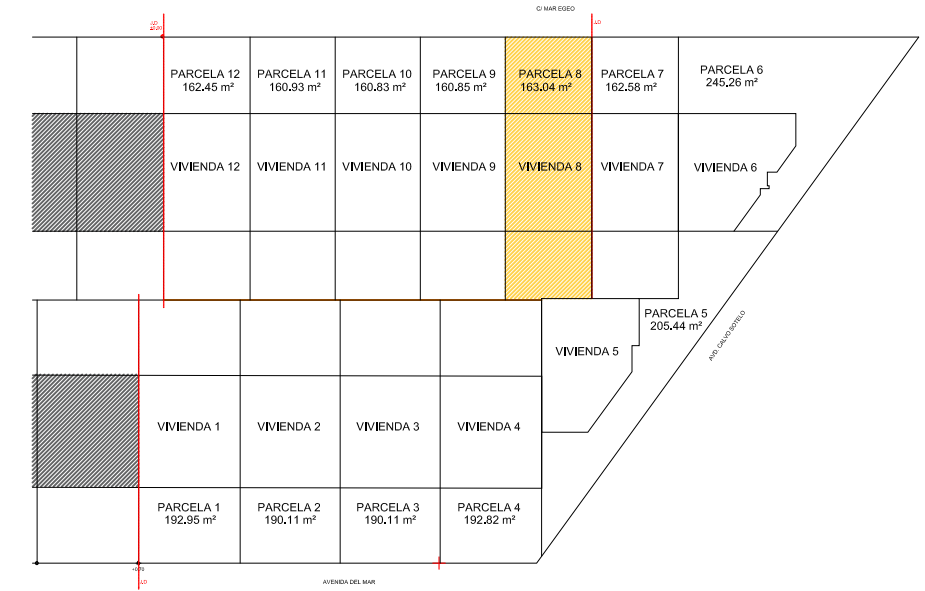 C/ MAR EGEO
J.D
+0,20
J.D
PARCELA 12
162.45 m²
PARCELA 11
160.93 m²
PARCELA 10
160.83 m²
PARCELA 9
160.85 m²
PARCELA 8
163.04 m²
PARCELA 7
162.58 m²
PARCELA 6
245.26 m²
VIVIENDA 12
VIVIENDA 11
VIVIENDA 10
VIVIENDA 9
VIVIENDA 8
VIVIENDA 7
VIVIENDA 6
PARCELA 5
205.44 m²
AVD. CALVO SOTELO
VIVIENDA 5
VIVIENDA 1
VIVIENDA 2
VIVIENDA 3
VIVIENDA 4
PARCELA 1
192.95 m²
PARCELA 2
190.11 m²
PARCELA 3
190.11 m²
PARCELA 4
192.82 m²
J.D
AVENIDA DEL MAR